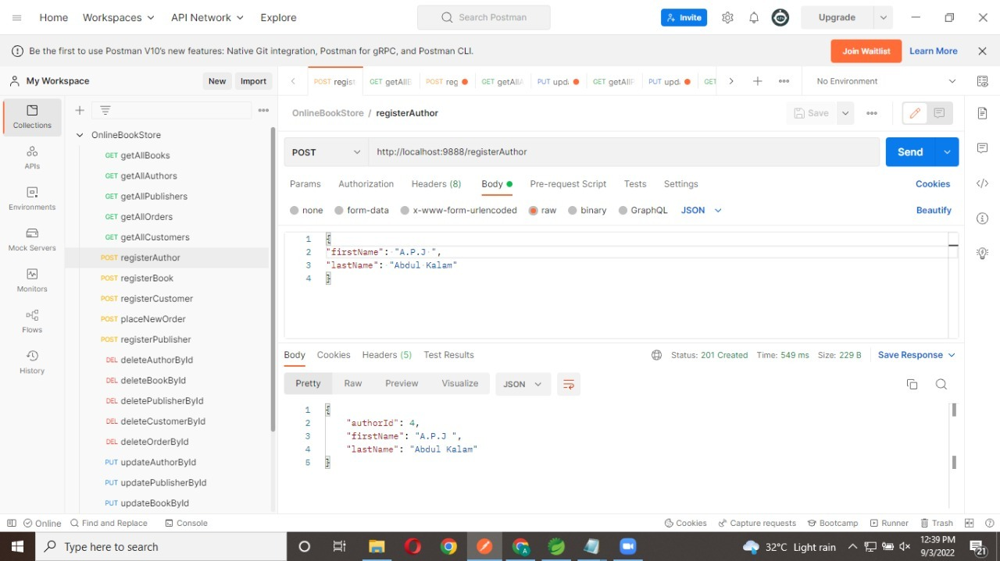 Home Workspaces API Network Explore Search Postman Invite Upgrade
Be the first to use Postman V10's new features: Native Git integration, Postman for gRPC, and Postman CLI. Join Waitlist Learn More
My Workspace New Import POST regist GET getAllB POST reg GET getAllA PUT upd GET getAllP PUT upd GET No Environment
Collections
APIs
Environments
Mock Servers
Monitors
Flows
History
OnlineBookStore
GET getAllBooks
GET getAllAuthors
GET getAllPublishers
GET getAllOrders
GET getAllCustomers
POST registerAuthor
POST registerBook
POST registerCustomer
POST placeNewOrder
POST registerPublisher
DEL deleteAuthorById
DEL deleteBookById
DEL deletePublisherById
DEL deleteCustomerById
DEL deleteOrderById
PUT updateAuthorById
PUT updatePublisherById
PUT updateBookById
OnlineBookStore / registerAuthor Save
POST http://localhost:9888/registerAuthor Send
Params Authorization Headers (8) Body Pre-request Script Tests Settings Cookies
none form-data x-www-form-urlencoded raw binary GraphQL JSON Beautify
1 {
2 "firstName": "A.P.J ",
3 "lastName": "Abdul Kalam"
4 }
Body Cookies Headers (5) Test Results Status: 201 Created Time: 549 ms Size: 229 B Save Response
Pretty Raw Preview Visualize JSON
1 {
2 "authorId": 4,
3 "firstName": "A.P.J ",
4 "lastName": "Abdul Kalam"
5 }
Online Find and Replace Console Cookies Capture requests Bootcamp Runner Trash
Type here to search 32°C Light rain 12:39 PM
9/3/2022 21